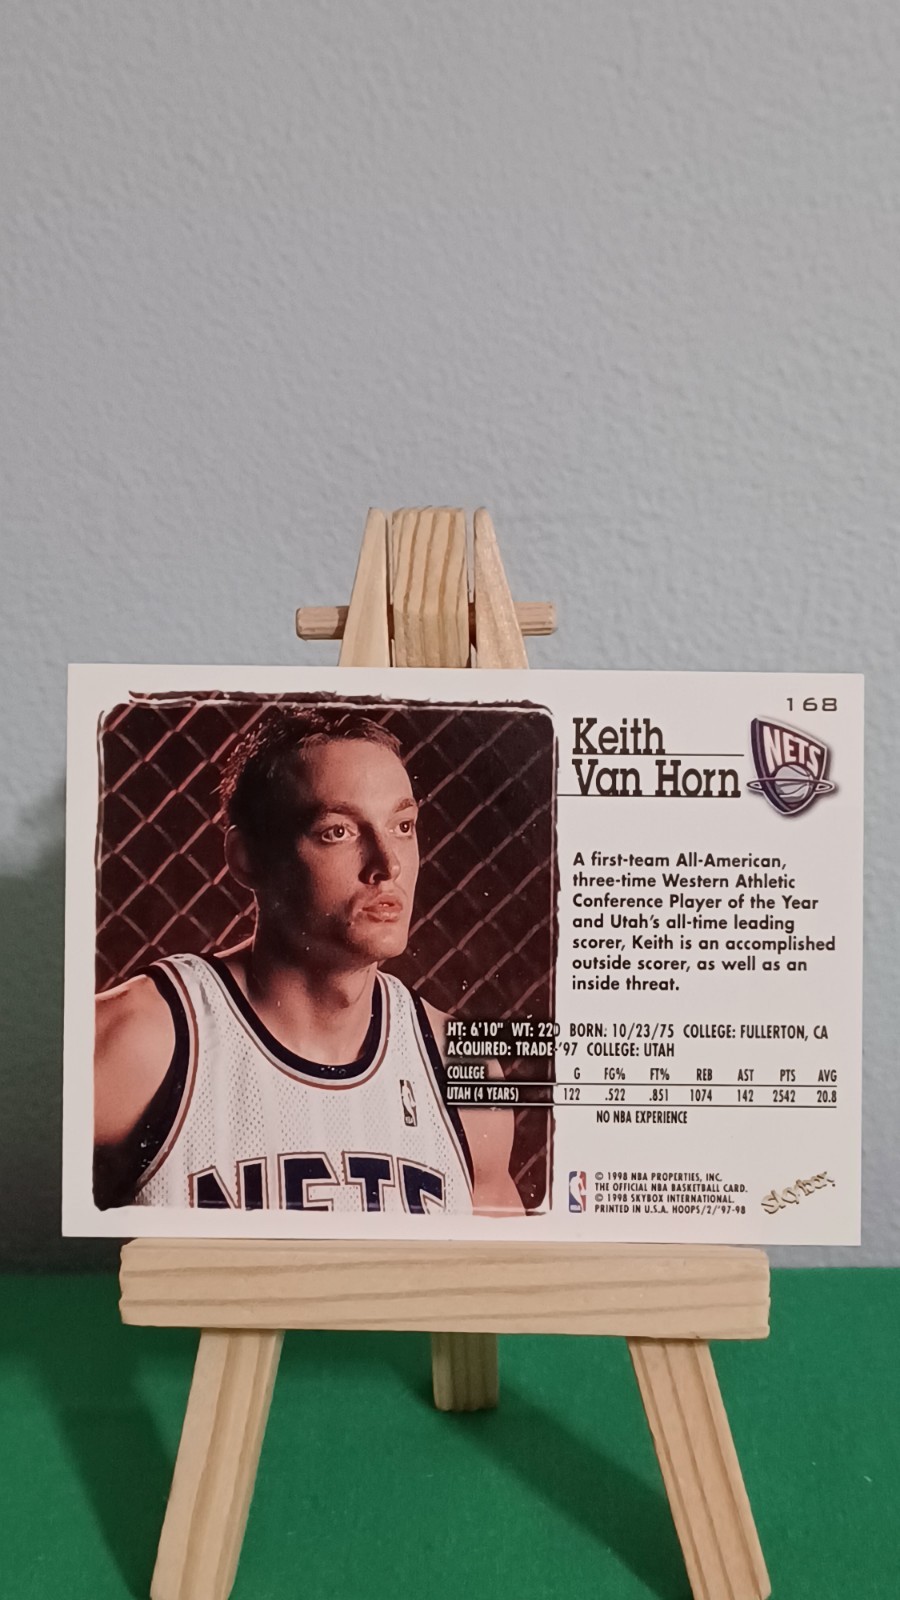 168
Keith
Van Horn
NETS
A first-team All-American,
three-time Western Athletic
Conference Player of the Year
and Utah's all-time leading
scorer, Keith is an accomplished
outside scorer, as well as an
inside threat.
HT: 6'10" WT: 220 BORN: 10/23/75 COLLEGE: FULLERTON, CA
ACQUIRED: TRADE-'97 COLLEGE: UTAH
COLLEGE G FG% FT% REB AST PTS AVG
UTAH (4 YEARS) 122 .522 .851 1074 142 2542 20.8
NO NBA EXPERIENCE
NETS
© 1998 NBA PROPERTIES, INC.
THE OFFICIAL NBA BASKETBALL CARD.
© 1998 SKYBOX INTERNATIONAL.
PRINTED IN U.S.A. HOOPS/2/'97-98
SkyBox